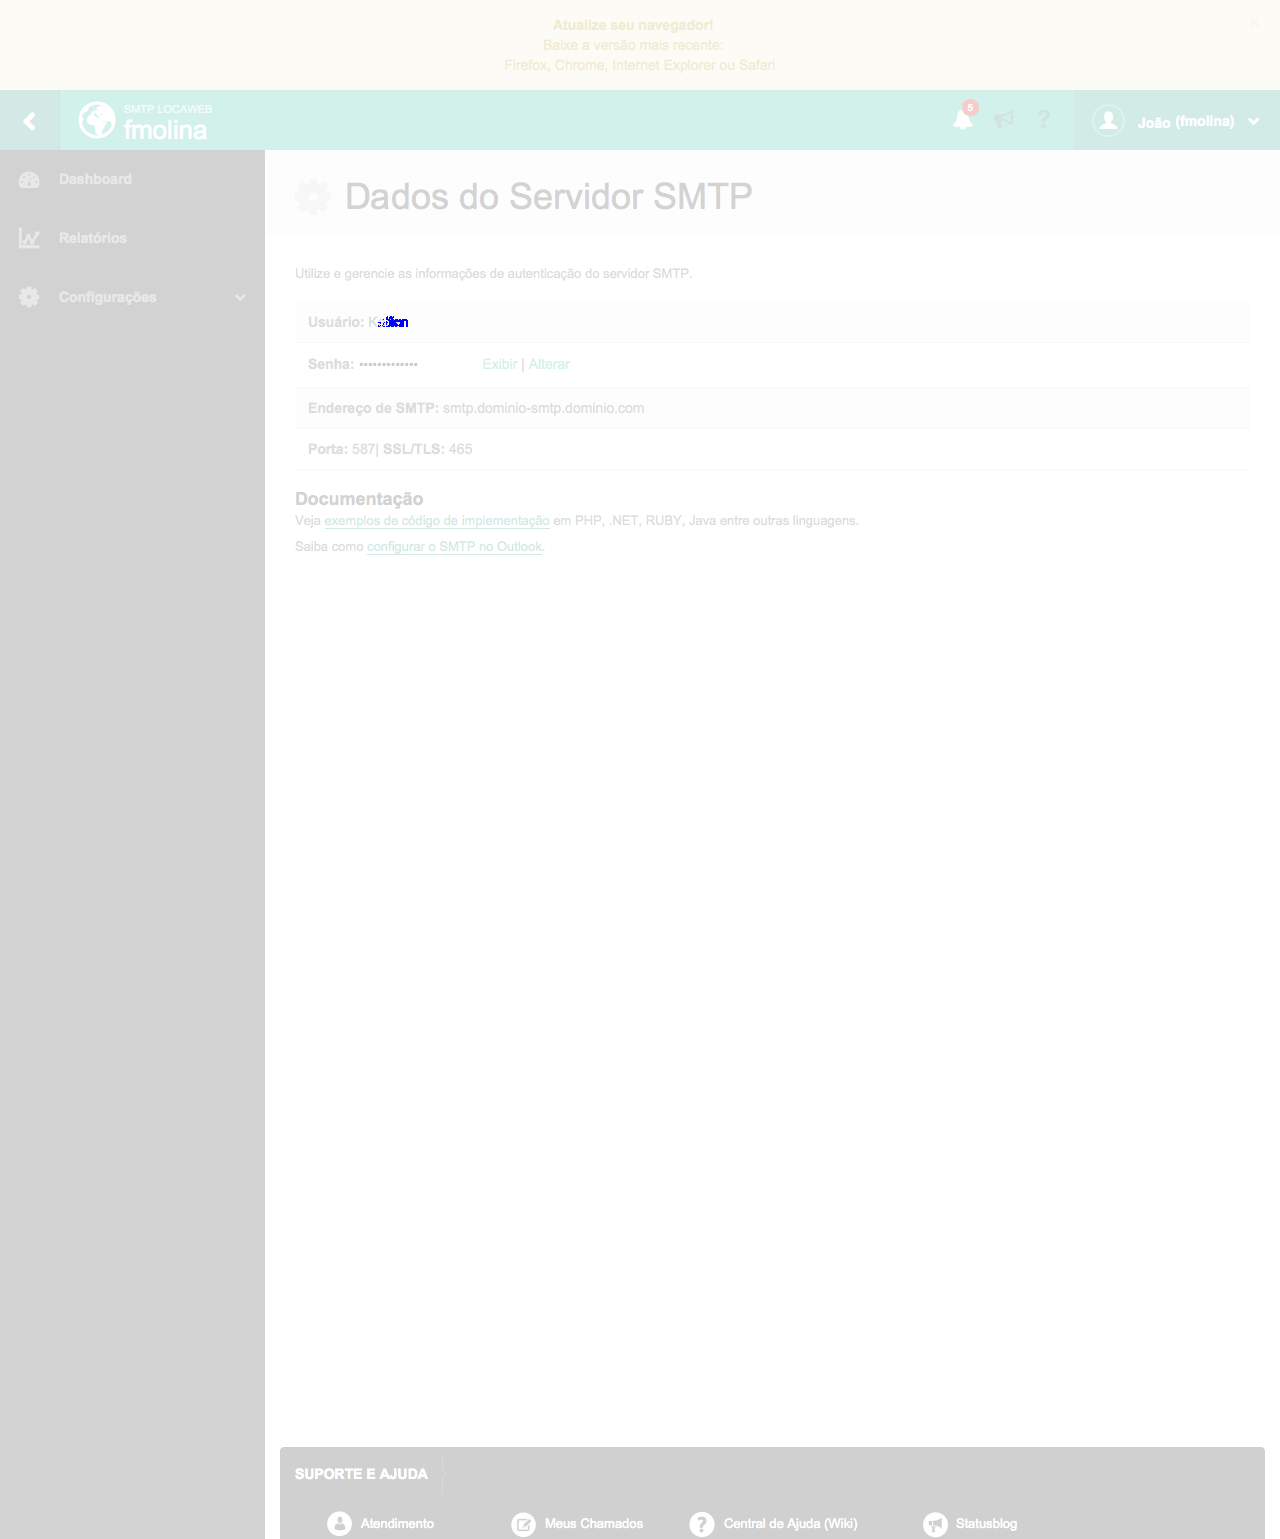 Atualize seu navegador!
Baixe a versão mais recente:
Firefox, Chrome, Internet Explorer ou Safari
SMTP LOCAWEB
fmolina
5
?
João (fmolina)
Dashboard
Relatórios
Configurações
Dados do Servidor SMTP
Utilize e gerencie as informações de autenticação do servidor SMTP.
Usuário:
Senha: ••••••••••••• Exibir | Alterar
Endereço de SMTP: smtp.dominio-smtp.dominio.com
Porta: 587| SSL/TLS: 465
Documentação
Veja exemplos de código de implementação em PHP, .NET, RUBY, Java entre outras linguagens.
Saiba como configurar o SMTP no Outlook.
SUPORTE E AJUDA
Atendimento
Meus Chamados
? Central de Ajuda (Wiki)
Statusblog